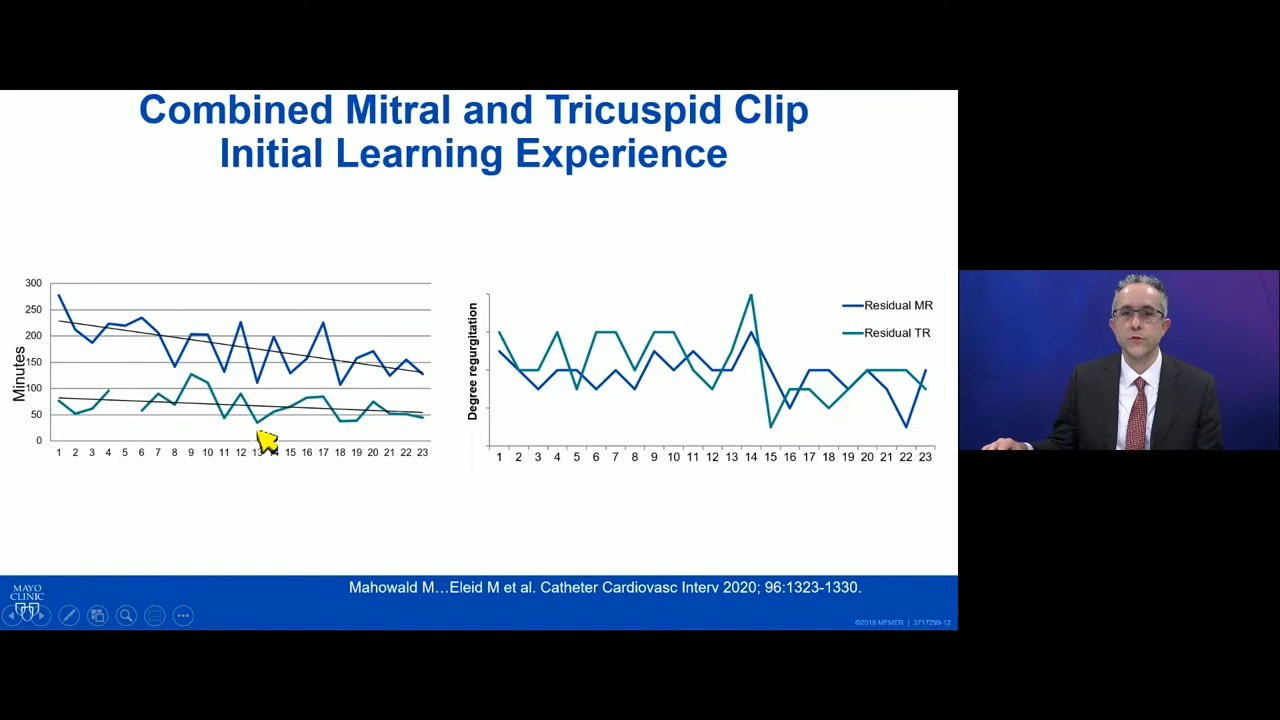 Combined Mitral and Tricuspid Clip
Initial Learning Experience
Minutes
300
250
200
150
100
50
0
1 2 3 4 5 6 7 8 9 10 11 12 13 14 15 16 17 18 19 20 21 22 23
Degree regurgitation
Residual MR
Residual TR
1 2 3 4 5 6 7 8 9 10 11 12 13 14 15 16 17 18 19 20 21 22 23
MAYO
CLINIC
Mahowald M…Eleid M et al. Catheter Cardiovasc Interv 2020; 96:1323-1330.
©2018 MFMER | 3717299-12